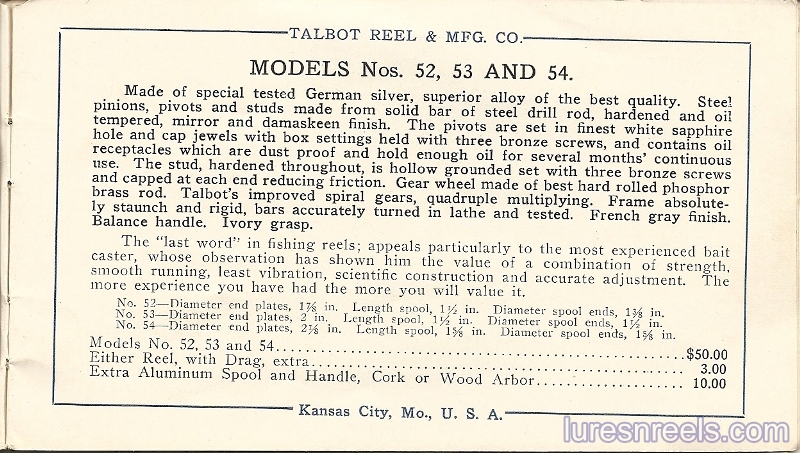 TALBOT REEL & MFG. CO.
MODELS Nos. 52, 53 AND 54.
Made of special tested German silver, superior alloy of the best quality. Steel
pinions, pivots and studs made from solid bar of steel drill rod, hardened and oil
tempered, mirror and damaskeen finish. The pivots are set in finest white sapphire
hole and cap jewels with box settings held with three bronze screws, and contains oil
receptacles which are dust proof and hold enough oil for several months' continuous
use. The stud, hardened throughout, is hollow grounded set with three bronze screws
and capped at each end reducing friction. Gear wheel made of best hard rolled phosphor
brass rod. Talbot's improved spiral gears, quadruple multiplying. Frame absolute-
ly staunch and rigid, bars accurately turned in lathe and tested. French gray finish.
Balance handle. Ivory grasp.
The "last word" in fishing reels; appeals particularly to the most experienced bait
caster, whose observation has shown him the value of a combination of strength,
smooth running, least vibration, scientific construction and accurate adjustment. The
more experience you have had the more you will value it.
No. 52—Diameter end plates, 1⅞ in. Length spool, 1½ in. Diameter spool ends, 1⅜ in.
No. 53—Diameter end plates, 2 in. Length spool, 1½ in. Diameter spool ends, 1½ in.
No. 54—Diameter end plates, 2⅛ in. Length spool, 1⅝ in. Diameter spool ends, 1⅝ in.
Models No. 52, 53 and 54..........$50.00
Either Reel, with Drag, extra.......... 3.00
Extra Aluminum Spool and Handle, Cork or Wood Arbor.......... 10.00
Kansas City, Mo., U. S. A.
luresnreels.com